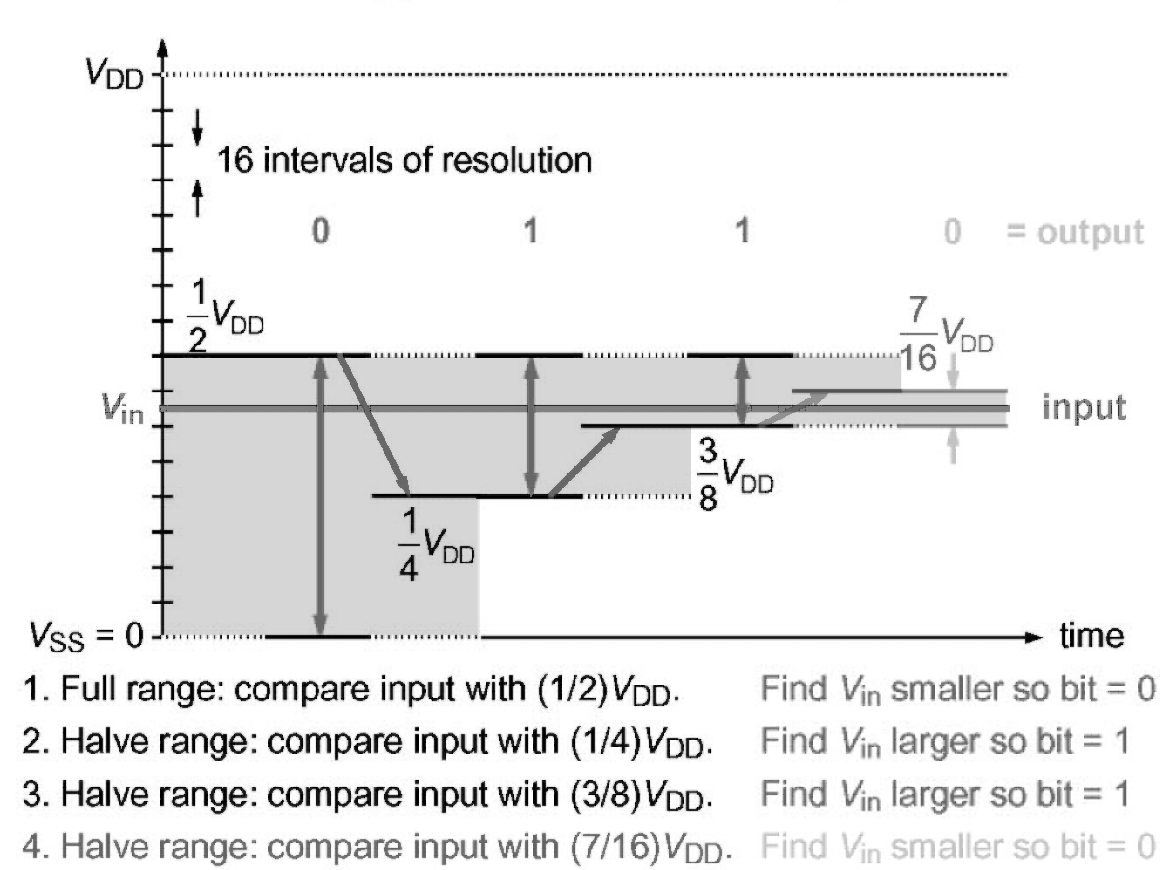 VDD
16 intervals of resolution
0 1 1 0 = output
1/2 VDD
7/16 VDD
Vin
input
3/8 VDD
1/4 VDD
VSS = 0
time
1. Full range: compare input with (1/2)VDD. Find Vin smaller so bit = 0
2. Halve range: compare input with (1/4)VDD. Find Vin larger so bit = 1
3. Halve range: compare input with (3/8)VDD. Find Vin larger so bit = 1
4. Halve range: compare input with (7/16)VDD. Find Vin smaller so bit = 0